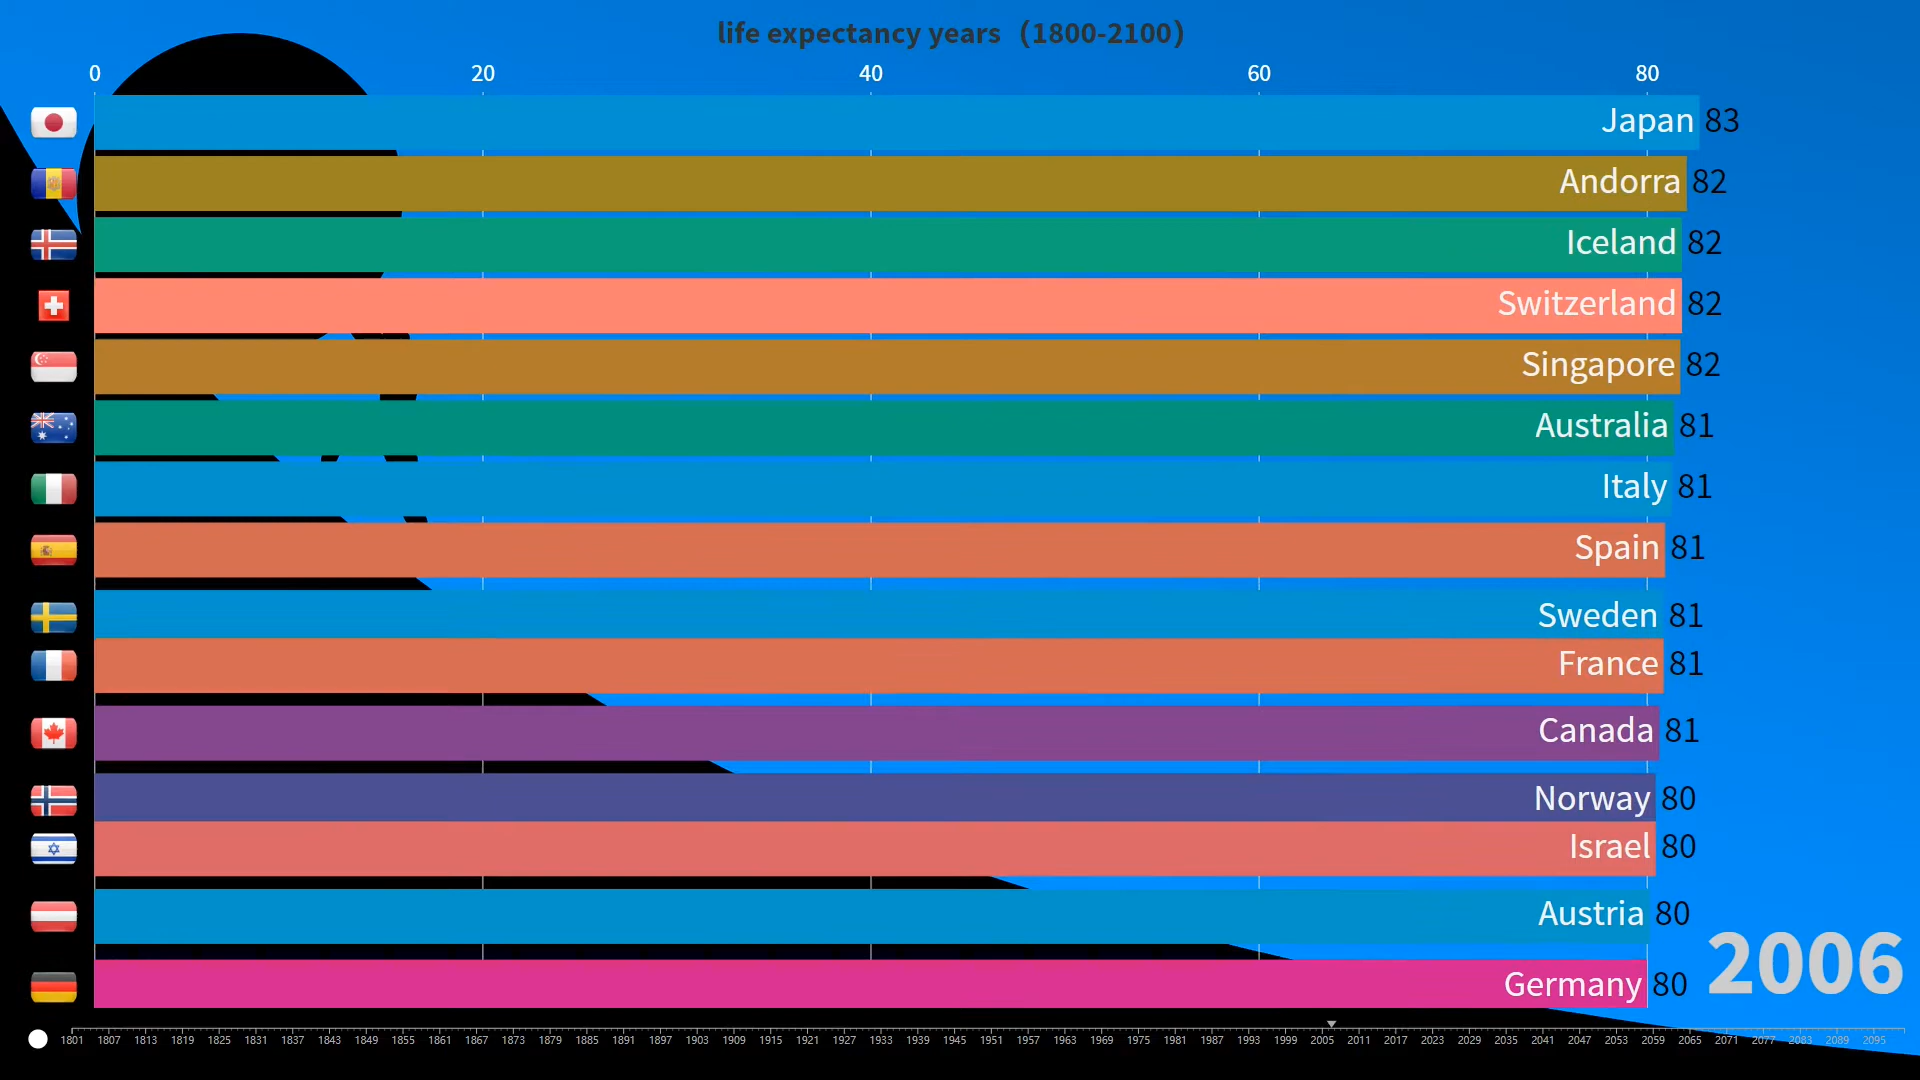 life expectancy years（1800-2100）
0 20 40 60 80
Japan 83
Andorra 82
Iceland 82
Switzerland 82
Singapore 82
Australia 81
Italy 81
Spain 81
Sweden 81
France 81
Canada 81
Norway 80
Israel 80
Austria 80
Germany 80
2006
1801 1807 1813 1819 1825 1831 1837 1843 1849 1855 1861 1867 1873 1879 1885 1891 1897 1903 1909 1915 1921 1927 1933 1939 1945 1951 1957 1963 1969 1975 1981 1987 1993 1999 2005 2011 2017 2023 2029 2035 2041 2047 2053 2059 2065 2071 2077 2083 2089 2095